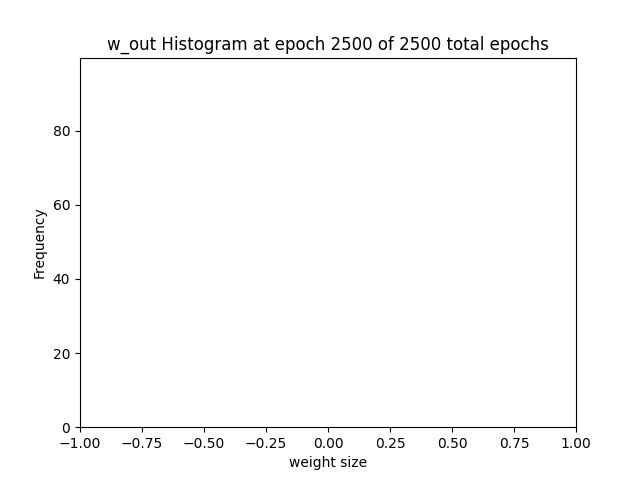 w_out Histogram at epoch 2500 of 2500 total epochs
Frequency
80
60
40
20
0
−1.00 −0.75 −0.50 −0.25 0.00 0.25 0.50 0.75 1.00
weight size